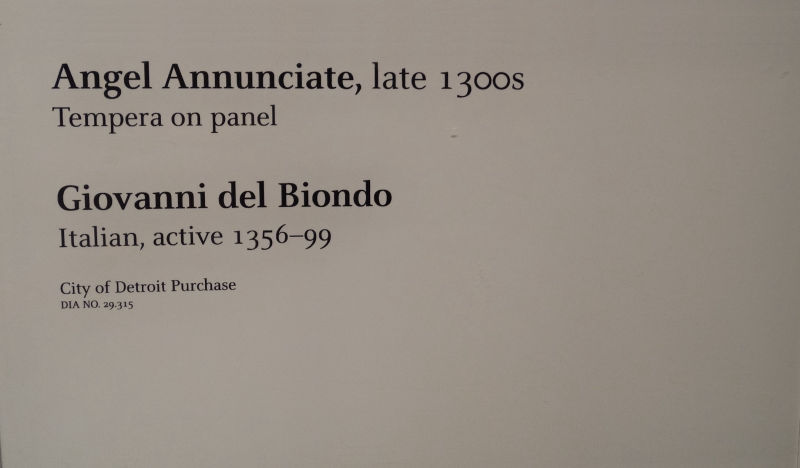 Angel Annunciate, late 1300s
Tempera on panel
Giovanni del Biondo
Italian, active 1356–99
City of Detroit Purchase
DIA NO. 29.315